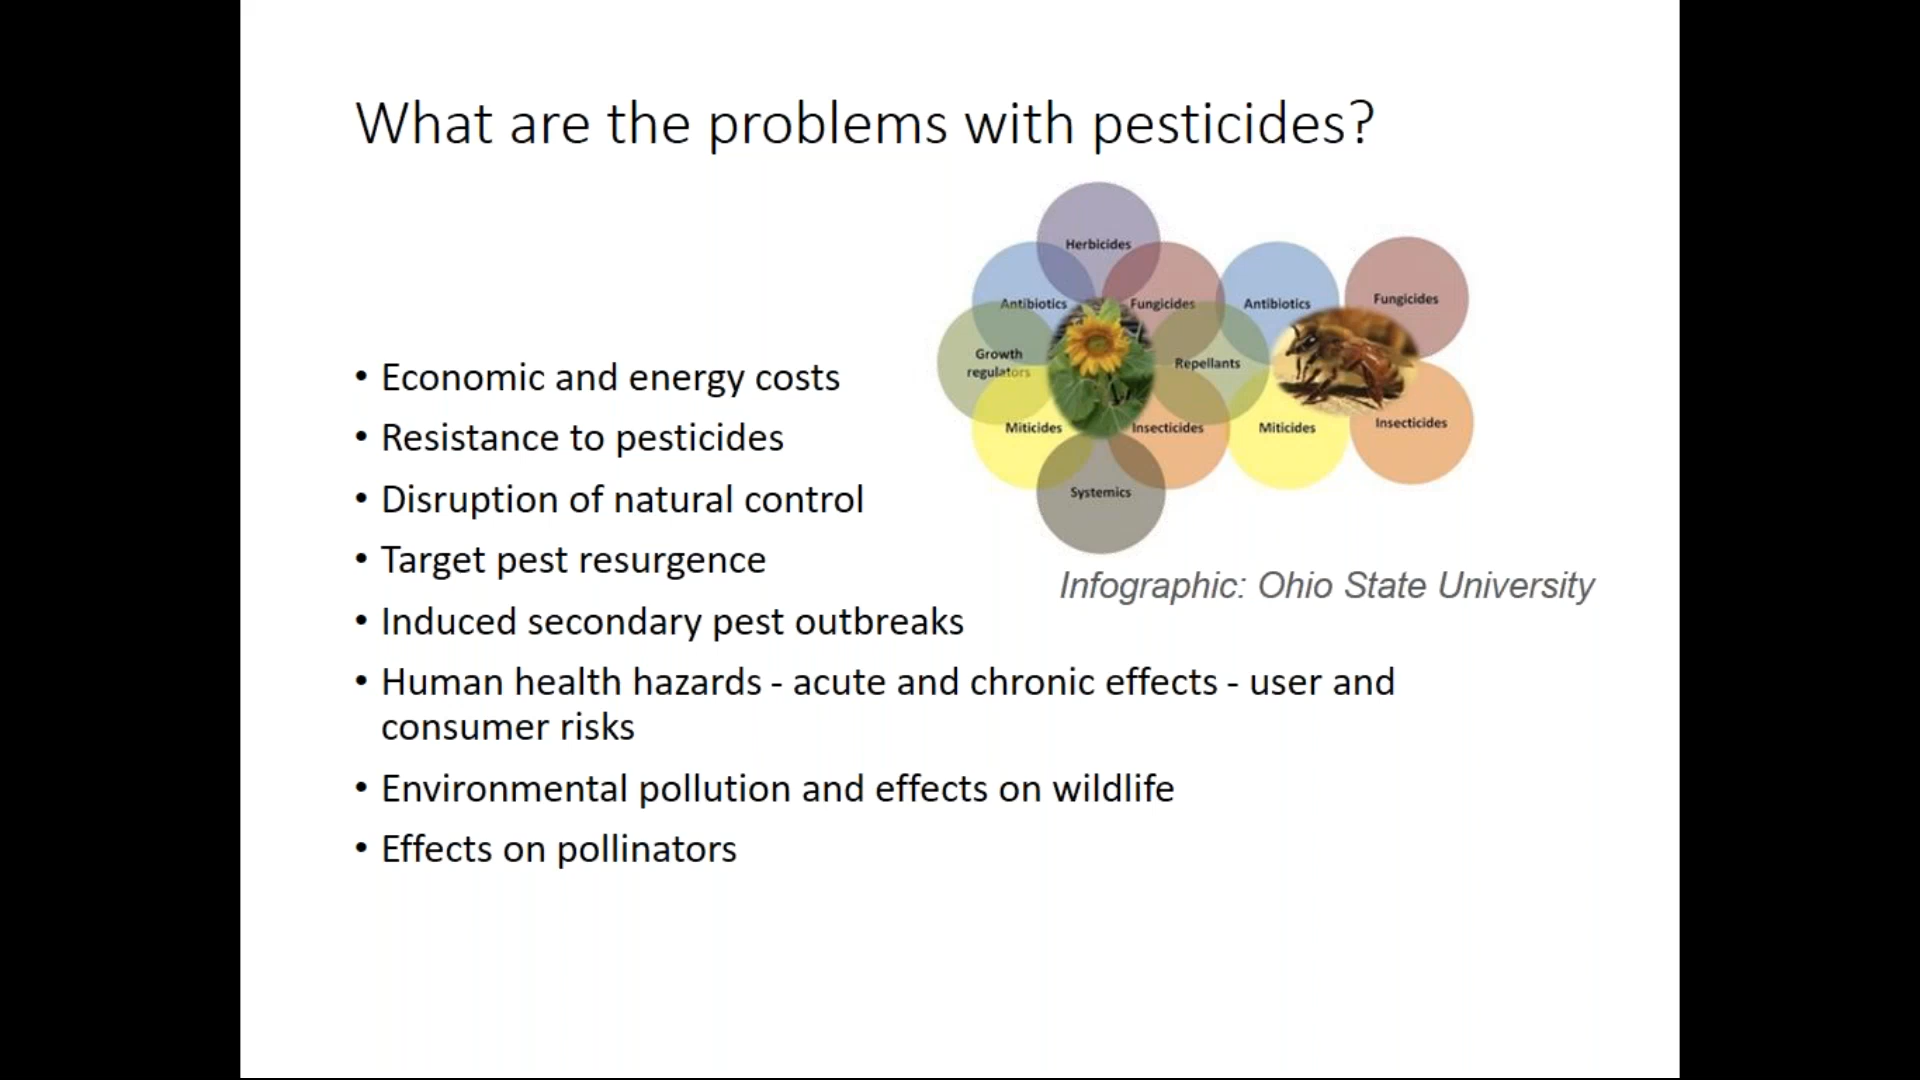 What are the problems with pesticides?
Herbicides
Antibiotics
Fungicides
Antibiotics
Fungicides
Growth
regulators
Repellants
Miticides
Insecticides
Miticides
Insecticides
Systemics
Infographic: Ohio State University
• Economic and energy costs
• Resistance to pesticides
• Disruption of natural control
• Target pest resurgence
• Induced secondary pest outbreaks
• Human health hazards - acute and chronic effects - user and
consumer risks
• Environmental pollution and effects on wildlife
• Effects on pollinators